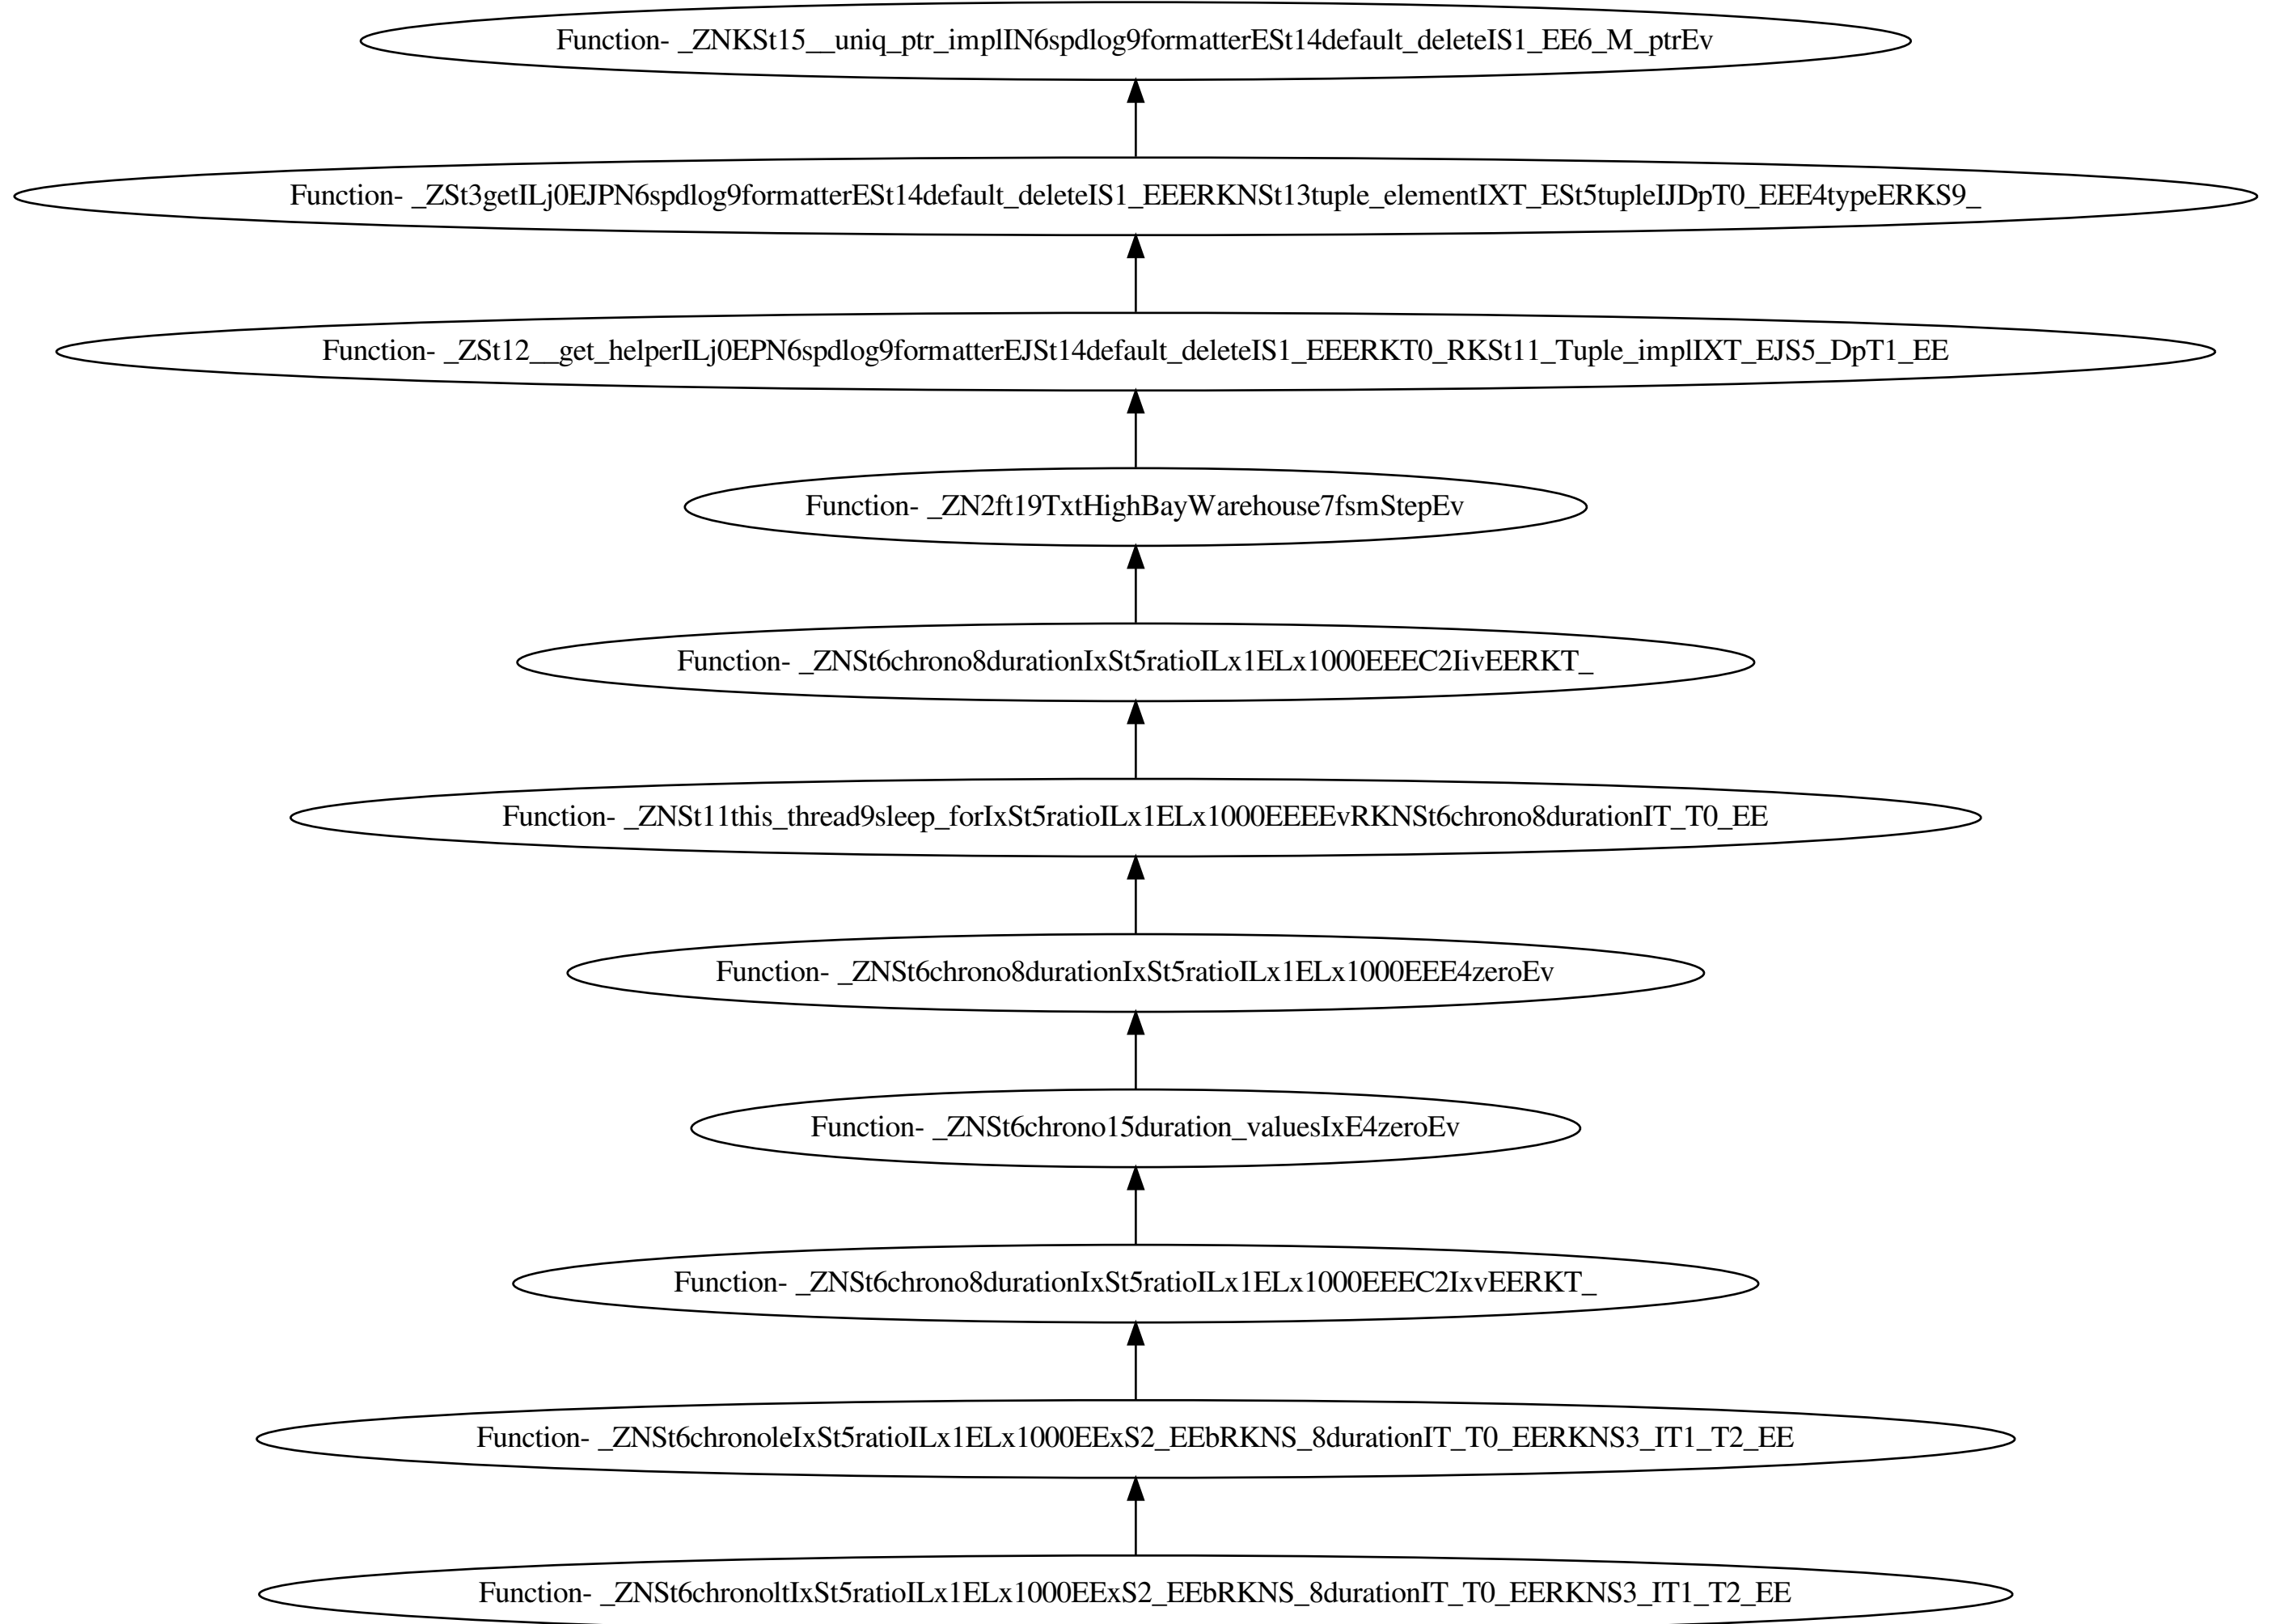 Function- _ZNKSt15__uniq_ptr_implIN6spdlog9formatterESt14default_deleteIS1_EE6_M_ptrEv
Function- _ZSt3getILj0EJPN6spdlog9formatterESt14default_deleteIS1_EEERKNSt13tuple_elementIXT_ESt5tupleIJDpT0_EEE4typeERKS9_
Function- _ZSt12__get_helperILj0EPN6spdlog9formatterEJSt14default_deleteIS1_EEERKT0_RKSt11_Tuple_implIXT_EJS5_DpT1_EE
Function- _ZN2ft19TxtHighBayWarehouse7fsmStepEv
Function- _ZNSt6chrono8durationIxSt5ratioILx1ELx1000EEEC2IivEERKT_
Function- _ZNSt11this_thread9sleep_forIxSt5ratioILx1ELx1000EEEEvRKNSt6chrono8durationIT_T0_EE
Function- _ZNSt6chrono8durationIxSt5ratioILx1ELx1000EEE4zeroEv
Function- _ZNSt6chrono15duration_valuesIxE4zeroEv
Function- _ZNSt6chrono8durationIxSt5ratioILx1ELx1000EEEC2IxvEERKT_
Function- _ZNSt6chronoleIxSt5ratioILx1ELx1000EExS2_EEbRKNS_8durationIT_T0_EERKNS3_IT1_T2_EE
Function- _ZNSt6chronoltIxSt5ratioILx1ELx1000EExS2_EEbRKNS_8durationIT_T0_EERKNS3_IT1_T2_EE